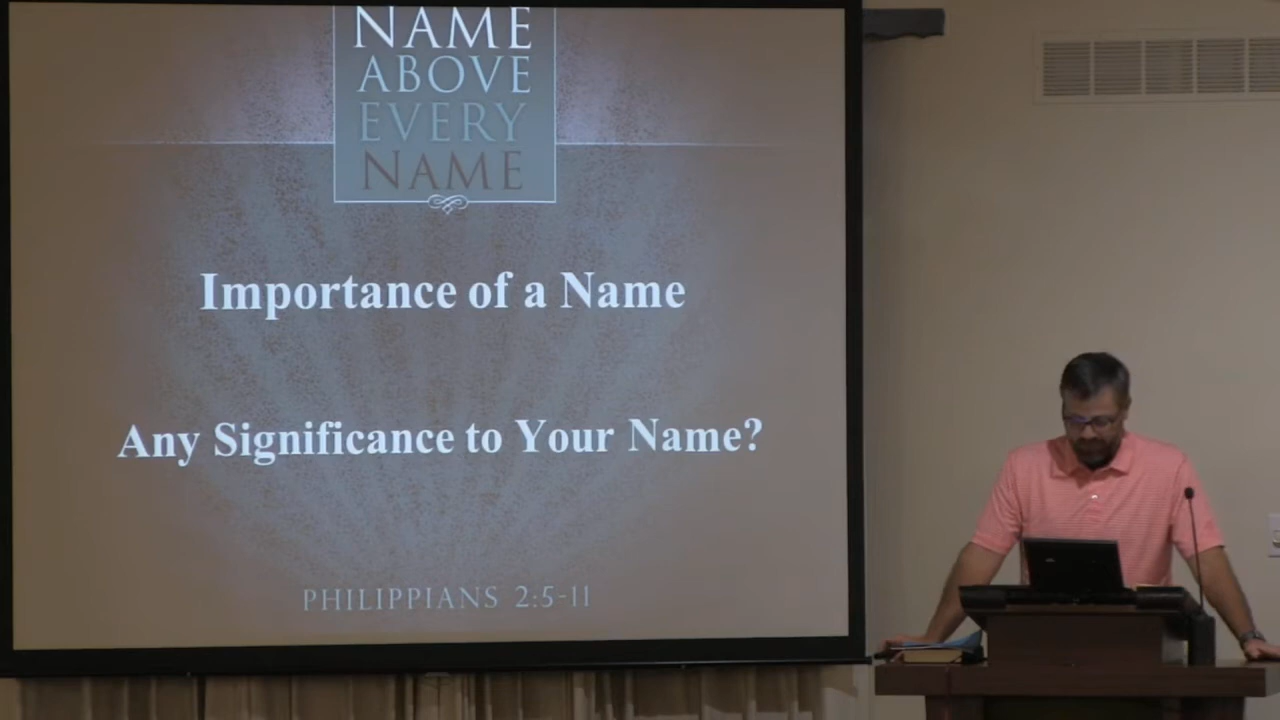 NAME
ABOVE
EVERY
NAME
Importance of a Name
Any Significance to Your Name?
PHILIPPIANS 2:5-11